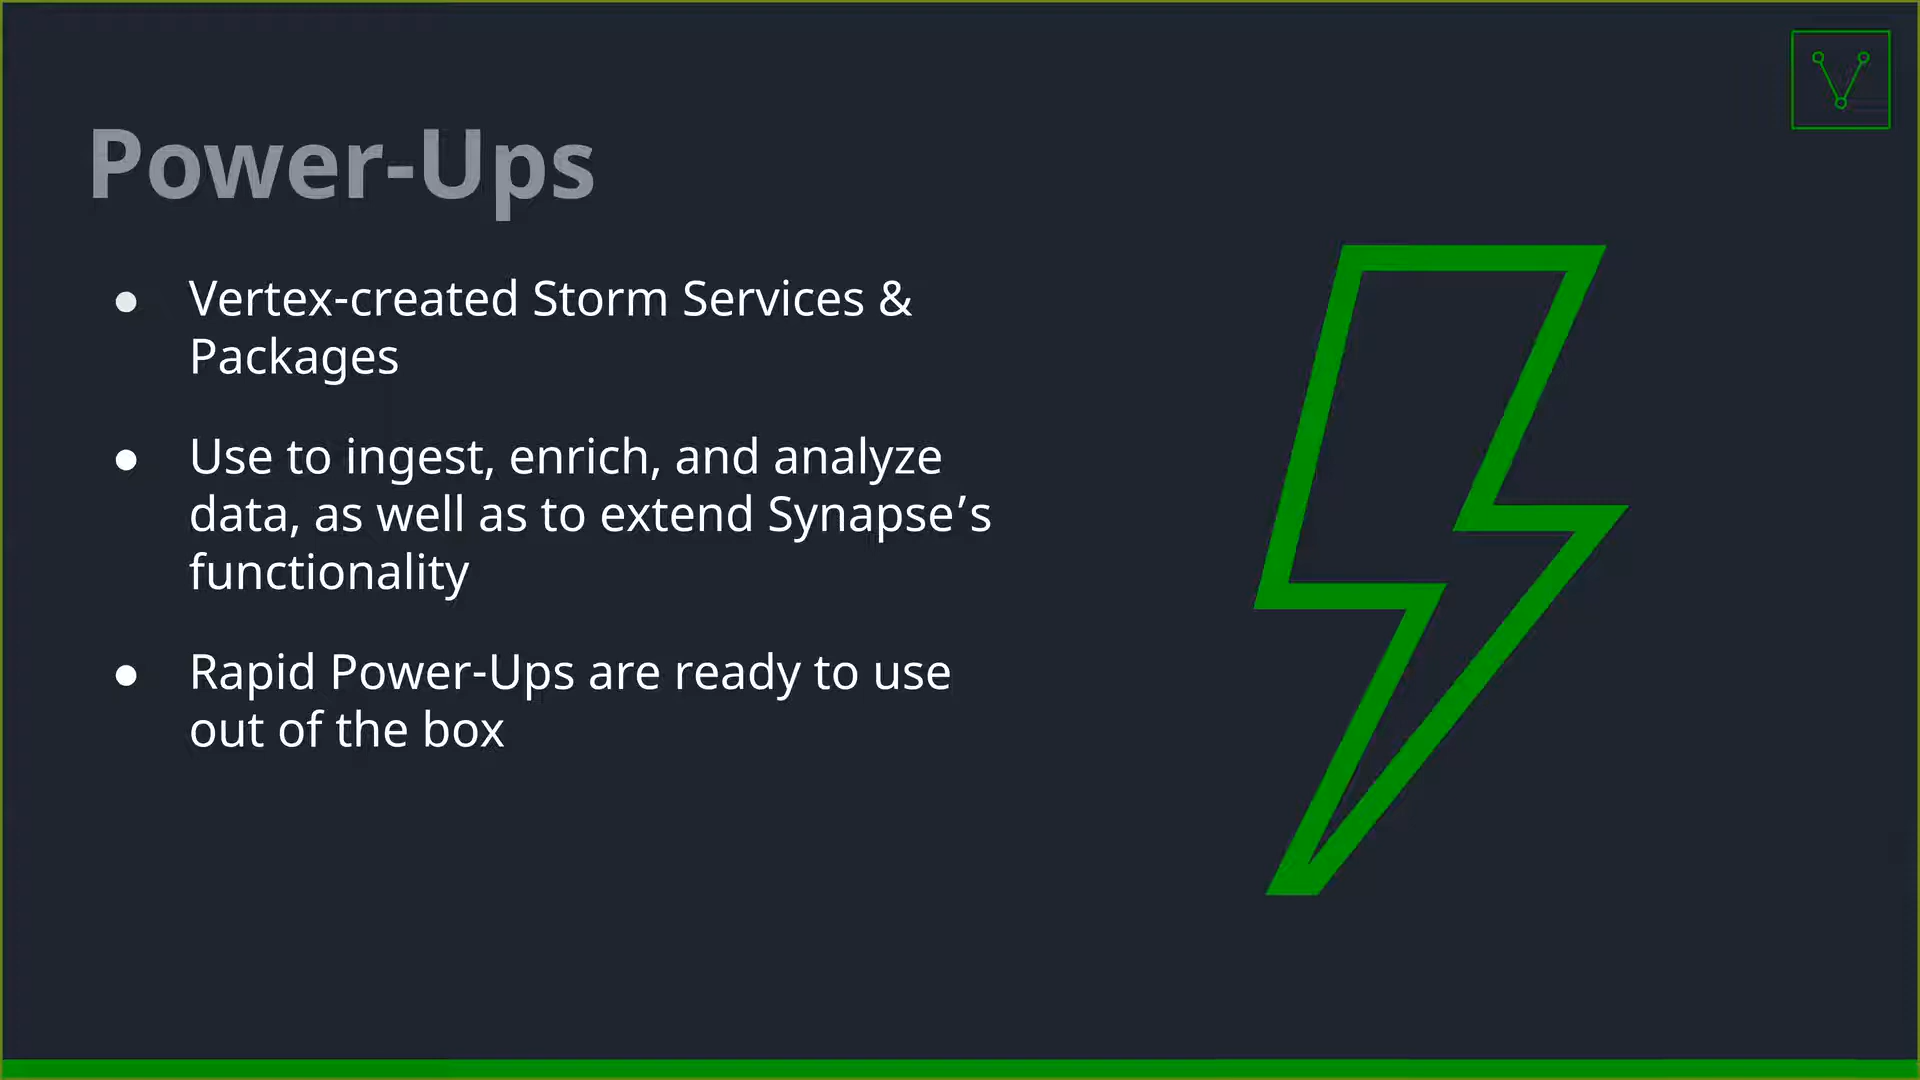 Power-Ups
● Vertex-created Storm Services &
Packages
● Use to ingest, enrich, and analyze
data, as well as to extend Synapse’s
functionality
● Rapid Power-Ups are ready to use
out of the box